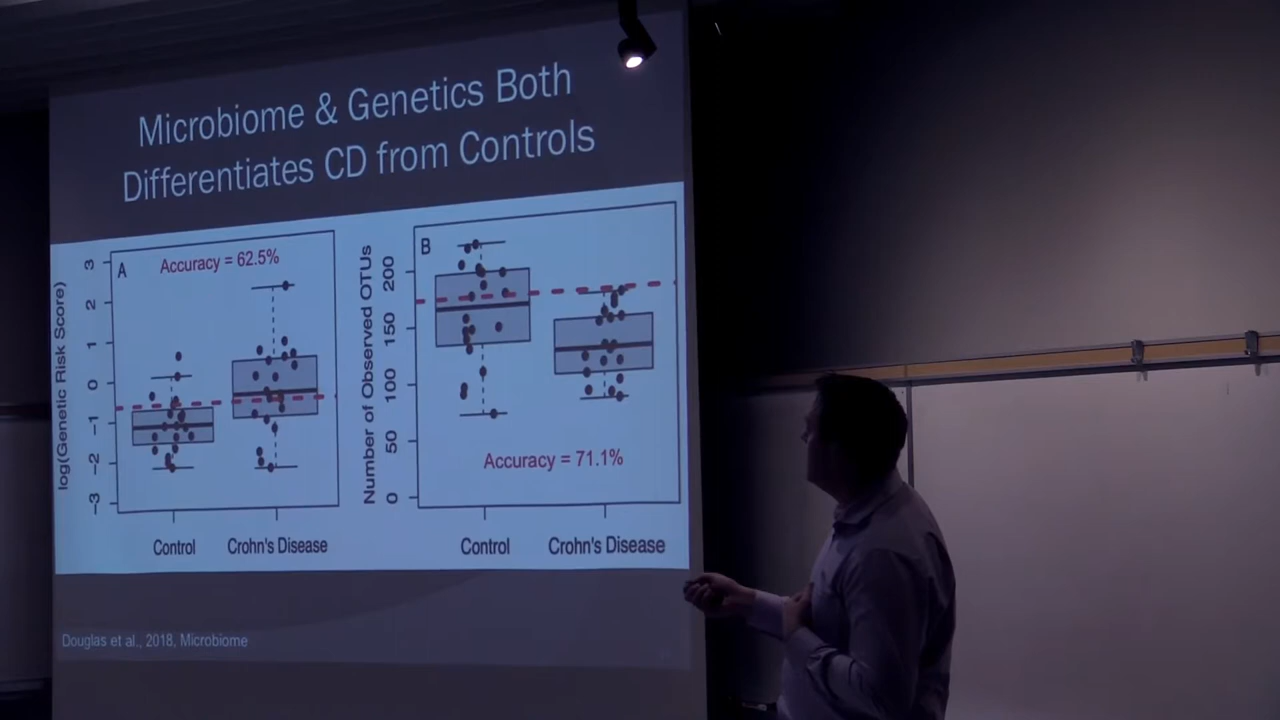 Microbiome & Genetics Both
Differentiates CD from Controls
A
Accuracy = 62.5%
log(Genetic Risk Score)
3
2
1
0
−1
−2
−3
Control
Crohn's Disease
B
Number of Observed OTUs
200
150
100
50
0
Accuracy = 71.1%
Control
Crohn's Disease
Douglas et al., 2018, Microbiome